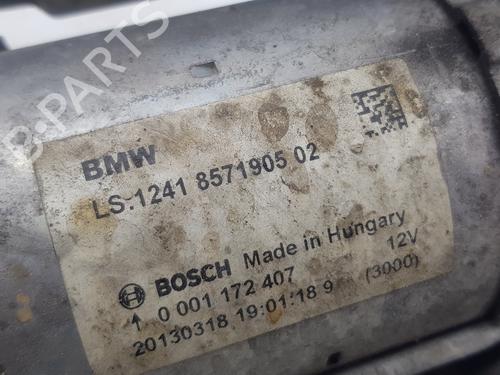 B-PARTS
BMW
LS:1241 8571905 02
BOSCH Made in Hungary
0 001 172 407 12V
20130318 19:01:18 9 (3000)